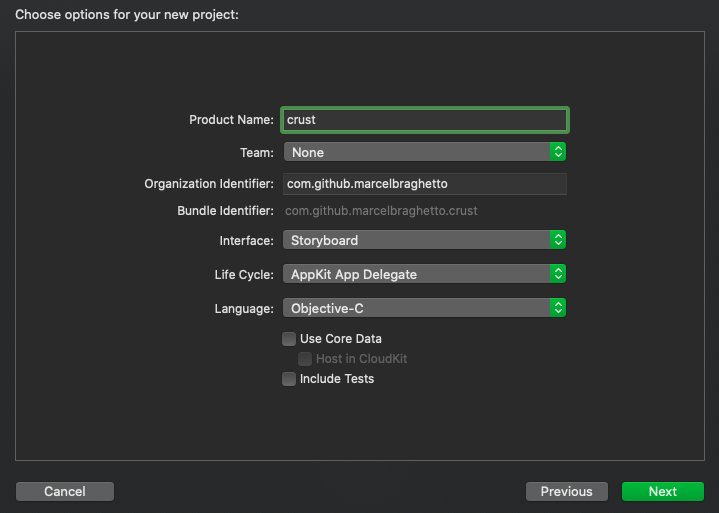 Choose options for your new project:
Product Name: crust
Team: None
Organization Identifier: com.github.marcelbraghetto
Bundle Identifier: com.github.marcelbraghetto.crust
Interface: Storyboard
Life Cycle: AppKit App Delegate
Language: Objective-C
Use Core Data
Host in CloudKit
Include Tests
Cancel Previous Next